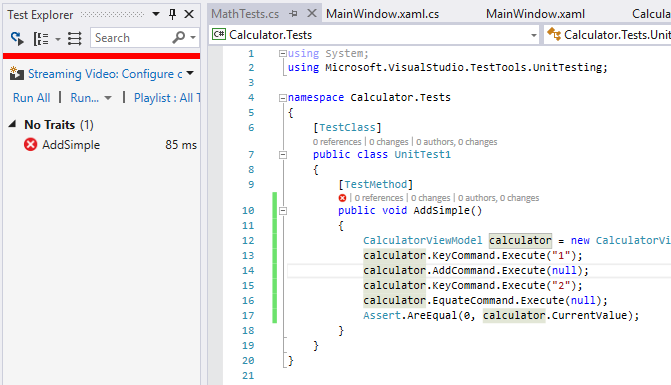 Test Explorer
Search
Streaming Video: Configure c
Run All | Run... | Playlist : All T
No Traits (1)
AddSimple 85 ms
MathTests.cs MainWindow.xaml.cs MainWindow.xaml Calcula
C# Calculator.Tests Calculator.Tests.Unit
1 using System;
2 using Microsoft.VisualStudio.TestTools.UnitTesting;
3
4 namespace Calculator.Tests
5 {
6 [TestClass]
0 references | 0 changes | 0 authors, 0 changes
7 public class UnitTest1
8 {
9 [TestMethod]
| 0 references | 0 changes | 0 authors, 0 changes
10 public void AddSimple()
11 {
12 CalculatorViewModel calculator = new CalculatorVi
13 calculator.KeyCommand.Execute("1");
14 calculator.AddCommand.Execute(null);
15 calculator.KeyCommand.Execute("2");
16 calculator.EquateCommand.Execute(null);
17 Assert.AreEqual(0, calculator.CurrentValue);
18 }
19 }
20 }
21